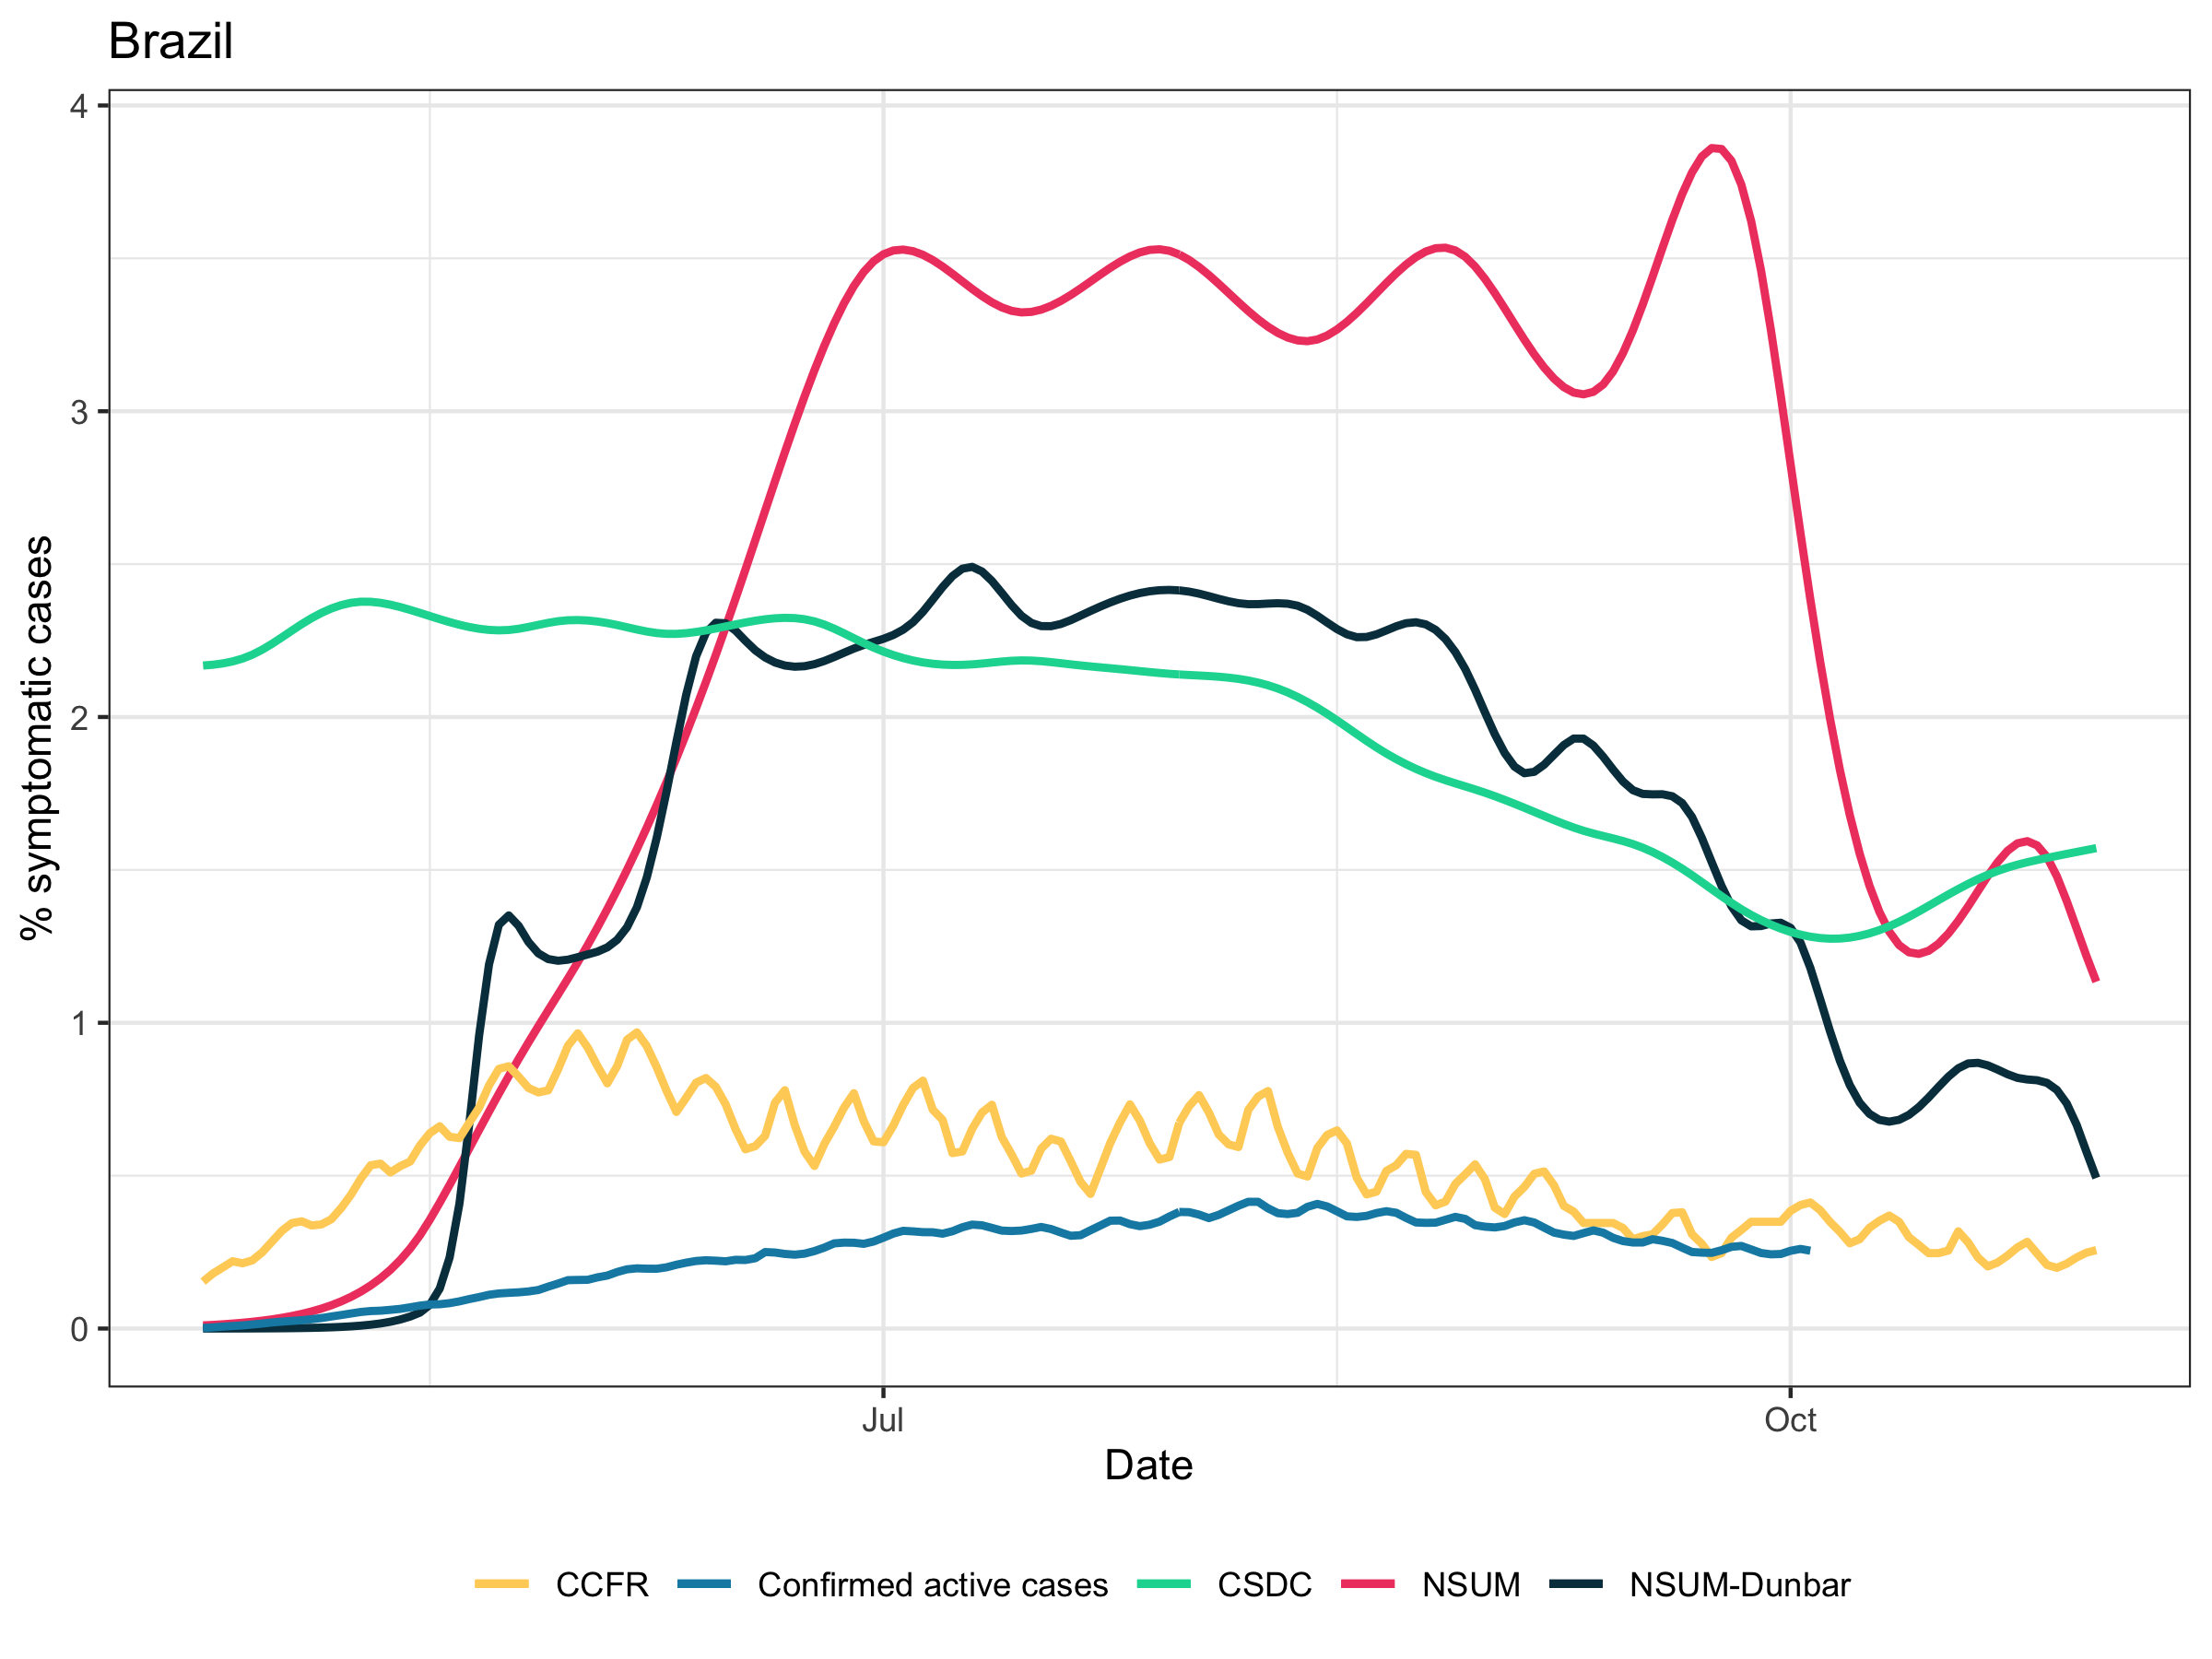 Brazil
% symptomatic cases
4
3
2
1
0
Jul Oct
Date
CCFR Confirmed active cases CSDC NSUM NSUM-Dunbar